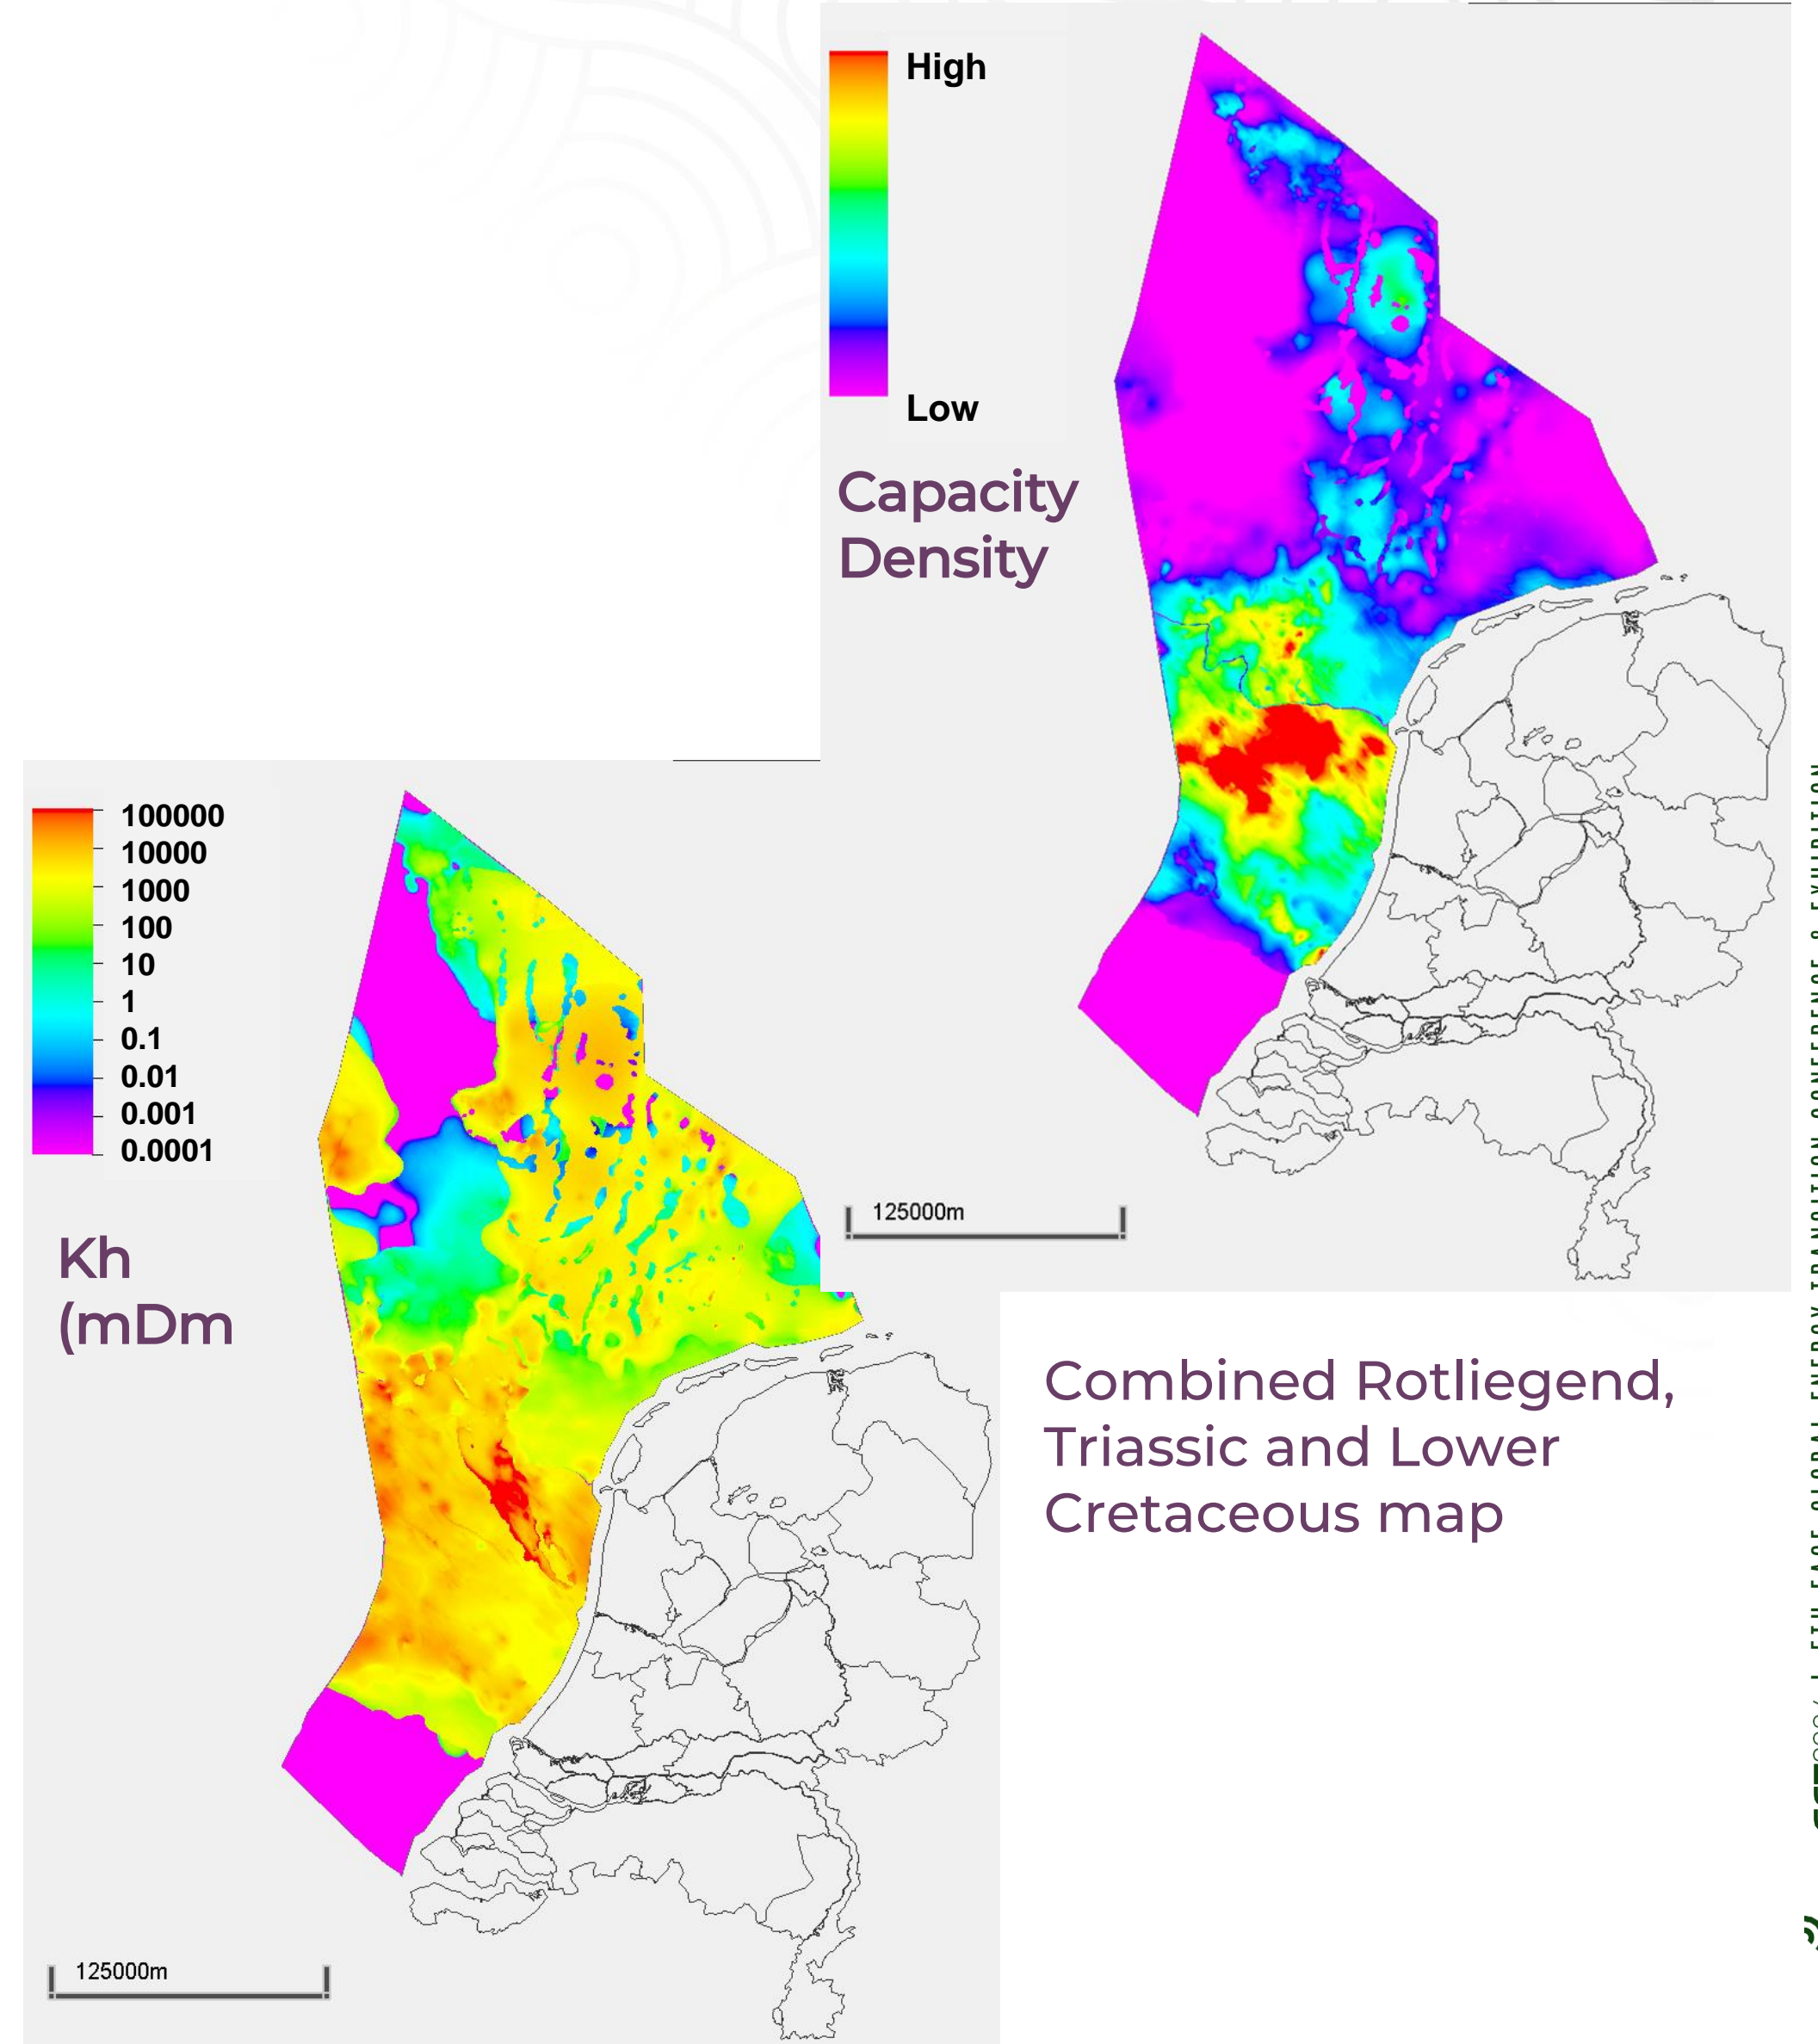 High
Low
Capacity
Density
125000m
100000
10000
1000
100
10
1
0.1
0.01
0.001
0.0001
Kh
(mDm
125000m
Combined Rotliegend,
Triassic and Lower
Cretaceous map